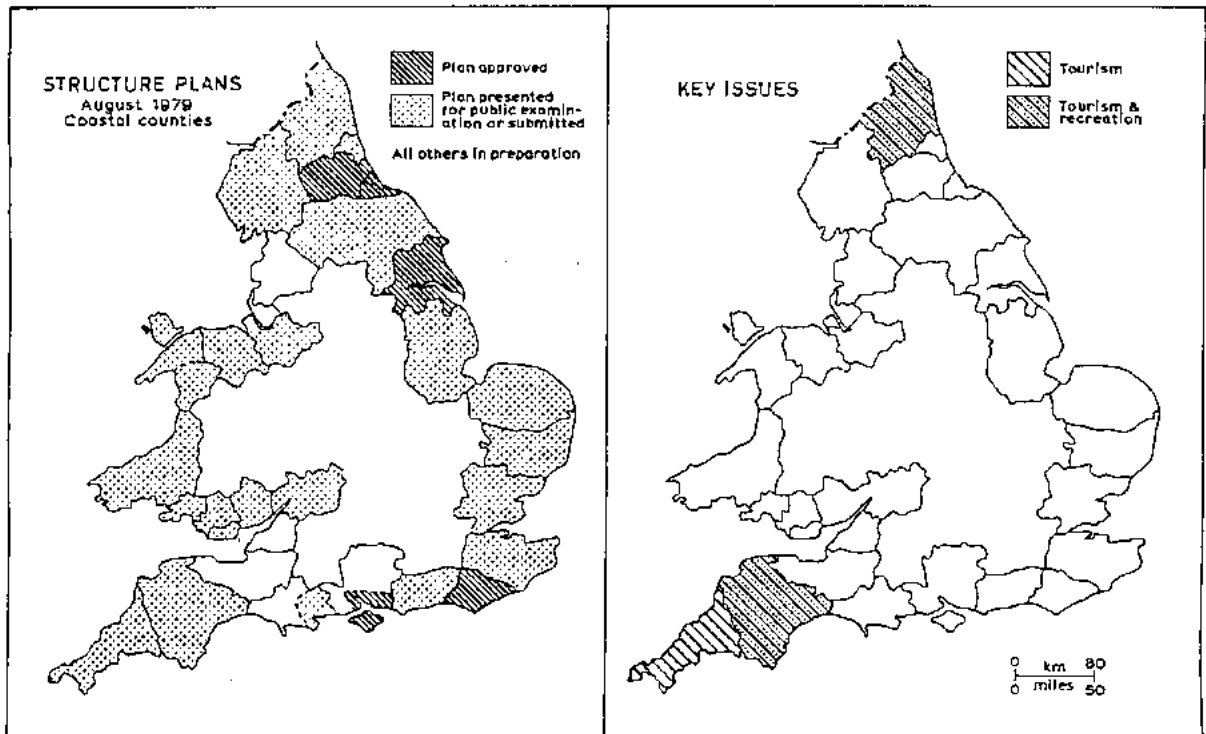 STRUCTURE PLANS
August 1979
Coastal counties
Plan approved
Plan presented
for public examin-
ation or submitted
All others in preparation
KEY ISSUES
Tourism
Tourism &
recreation
0 km 80
0 miles 50